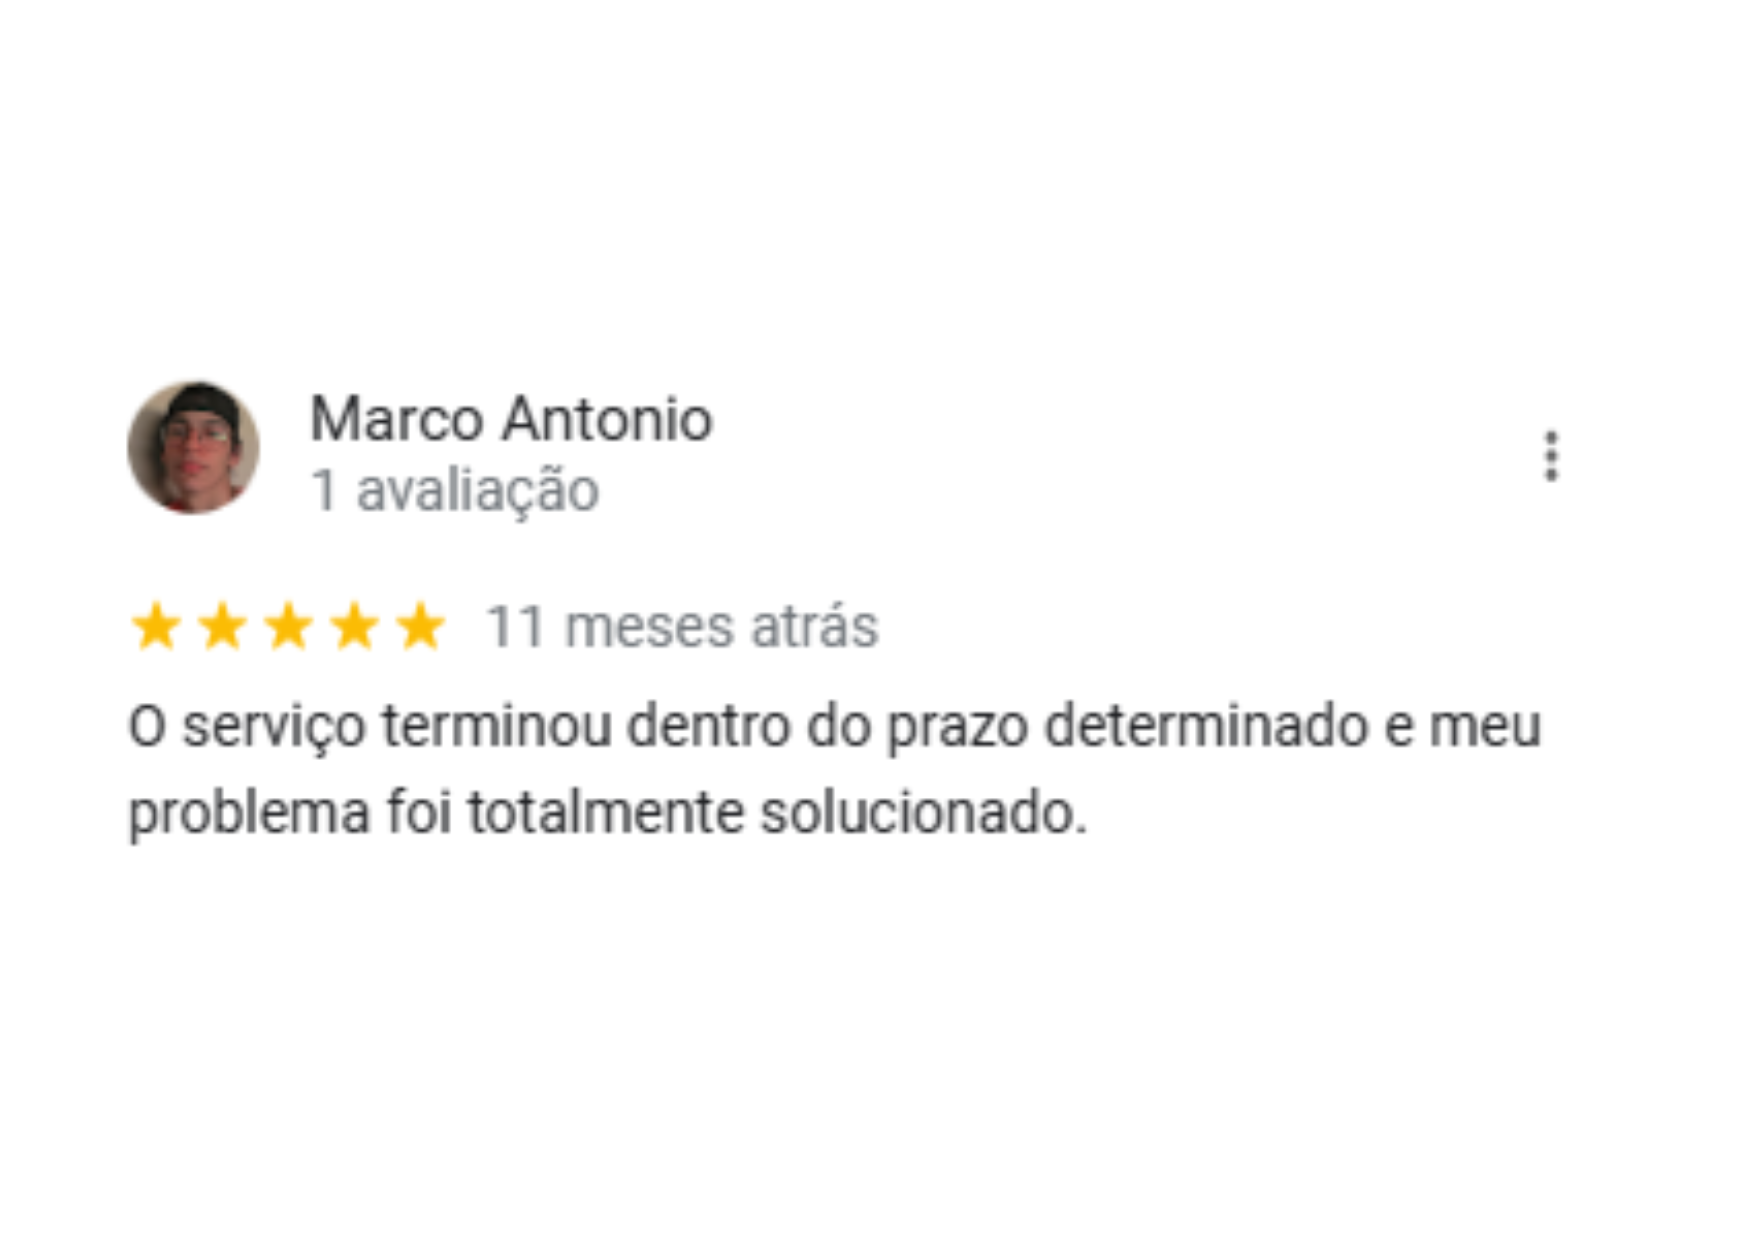 Marco Antonio
1 avaliação
11 meses atrás
O serviço terminou dentro do prazo determinado e meu
problema foi totalmente solucionado.